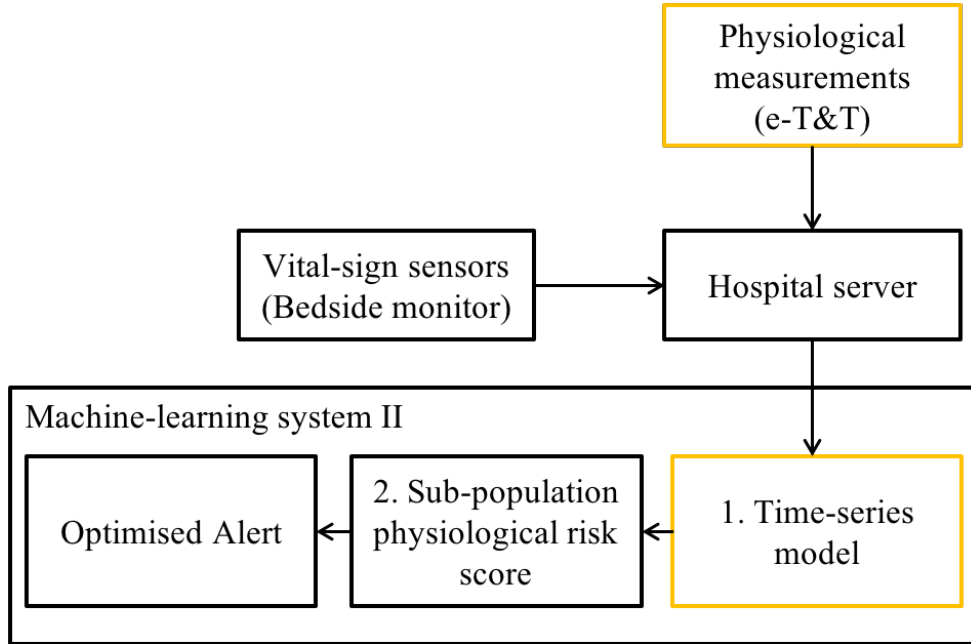 Physiological
measurements
(e-T&T)
Vital-sign sensors
(Bedside monitor)
Hospital server
Machine-learning system II
Optimised Alert
2. Sub-population
physiological risk
score
1. Time-series
model